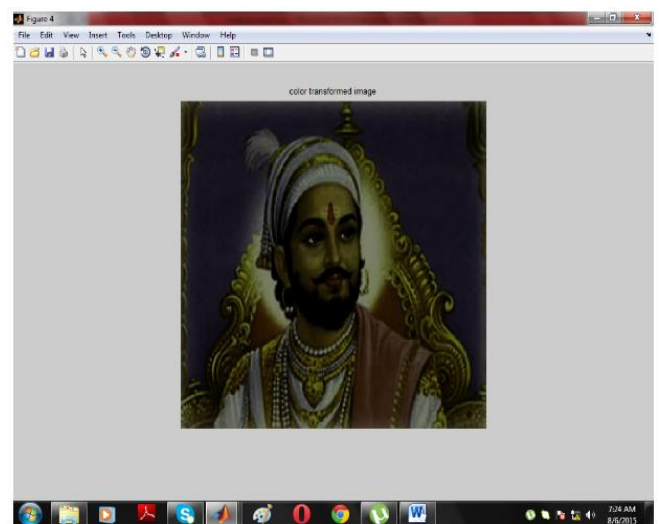 Figure 4
File Edit View Insert Tools Desktop Window Help
color transformed image
7:24 AM
8/6/2015